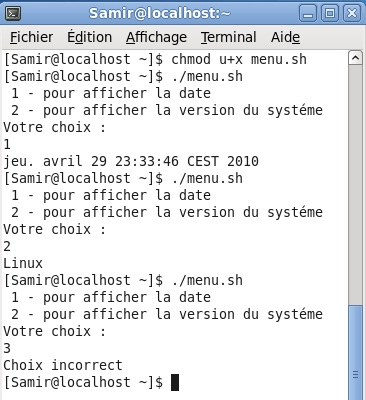 Samir@localhost:~
Fichier Édition Affichage Terminal Aide
[Samir@localhost ~]$ chmod u+x menu.sh
[Samir@localhost ~]$ ./menu.sh
1 - pour afficher la date
2 - pour afficher la version du systéme
Votre choix :
1
jeu. avril 29 23:33:46 CEST 2010
[Samir@localhost ~]$ ./menu.sh
1 - pour afficher la date
2 - pour afficher la version du systéme
Votre choix :
2
Linux
[Samir@localhost ~]$ ./menu.sh
1 - pour afficher la date
2 - pour afficher la version du systéme
Votre choix :
3
Choix incorrect
[Samir@localhost ~]$